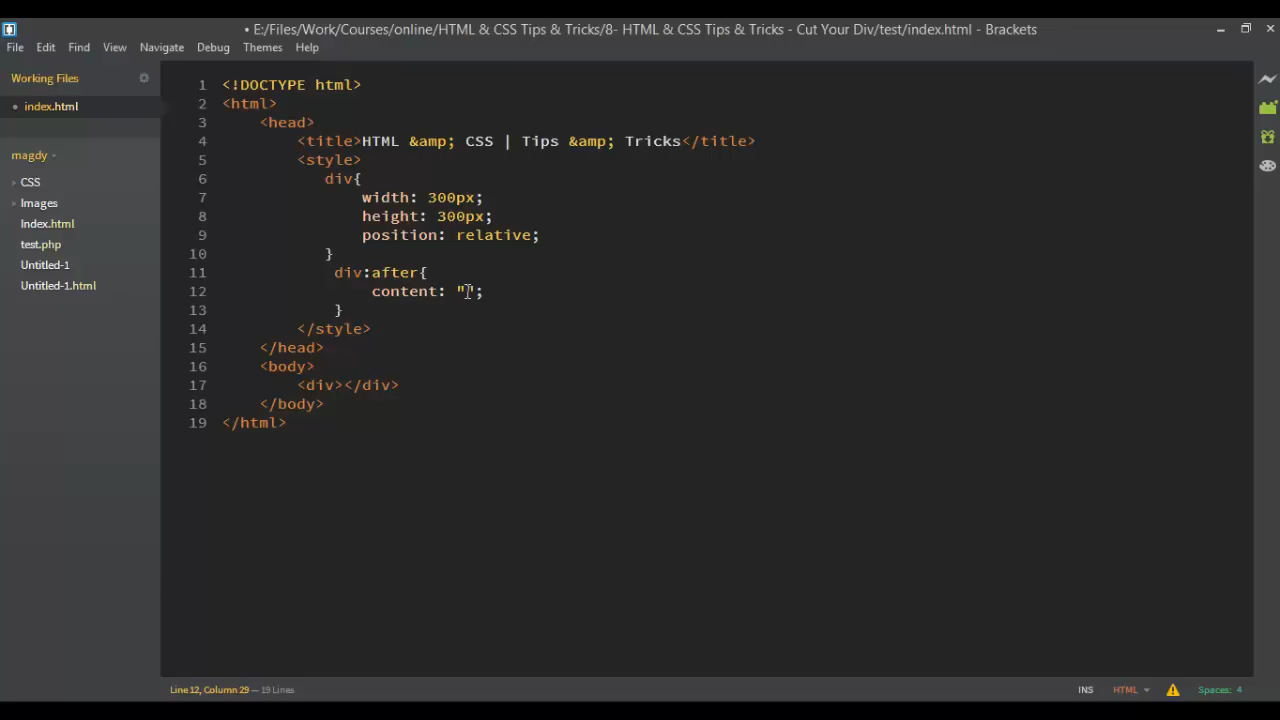 • E:/Files/Work/Courses/online/HTML & CSS Tips & Tricks/8- HTML & CSS Tips & Tricks - Cut Your Div/test/index.html - Brackets
File Edit Find View Navigate Debug Themes Help
Working Files
• index.html
magdy
CSS
Images
Index.html
test.php
Untitled-1
Untitled-1.html
1 <!DOCTYPE html>
2 <html>
3 <head>
4 <title>HTML &amp; CSS | Tips &amp; Tricks</title>
5 <style>
6 div{
7 width: 300px;
8 height: 300px;
9 position: relative;
10 }
11 div:after{
12 content: "";
13 }
14 </style>
15 </head>
16 <body>
17 <div></div>
18 </body>
19 </html>
Line 12, Column 29 — 19 Lines
INS HTML Spaces: 4